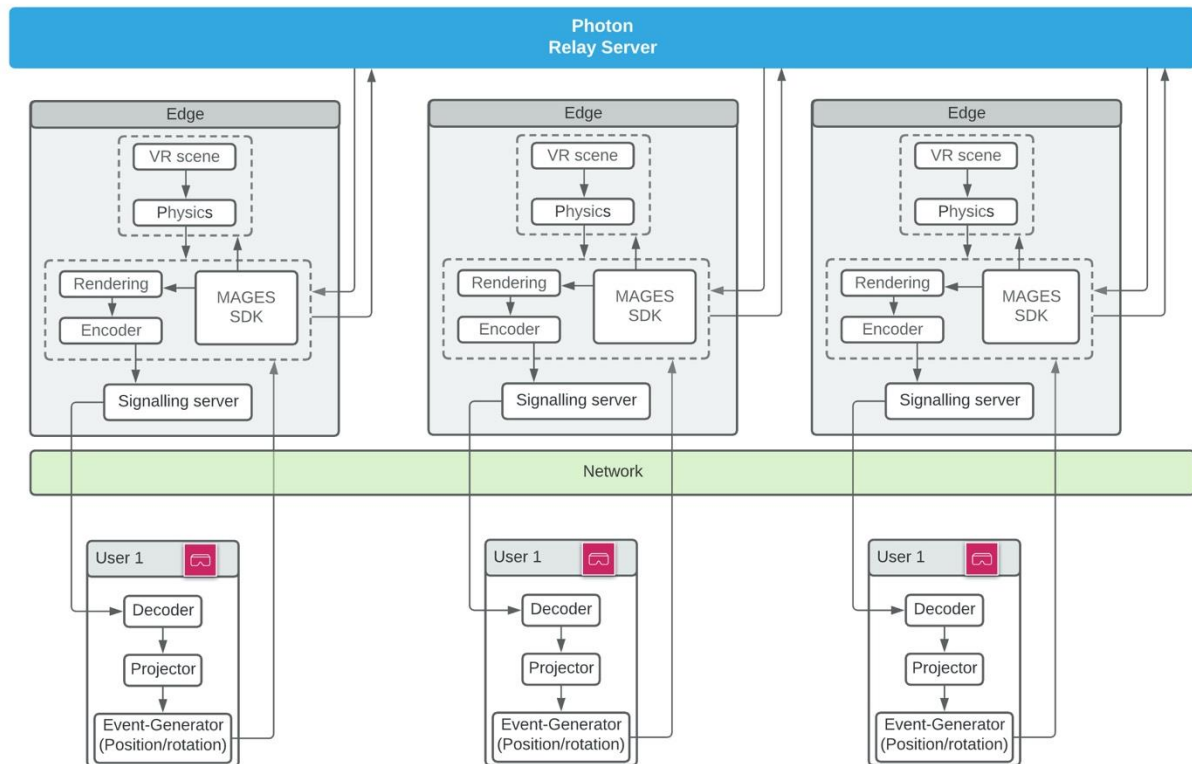 Photon
Relay Server
Edge
VR scene
Physics
Rendering
Encoder
MAGES
SDK
Signalling server
Edge
VR scene
Physics
Rendering
Encoder
MAGES
SDK
Signalling server
Edge
VR scene
Physics
Rendering
Encoder
MAGES
SDK
Signalling server
Network
User 1
Decoder
Projector
Event-Generator
(Position/rotation)
User 1
Decoder
Projector
Event-Generator
(Position/rotation)
User 1
Decoder
Projector
Event-Generator
(Position/rotation)